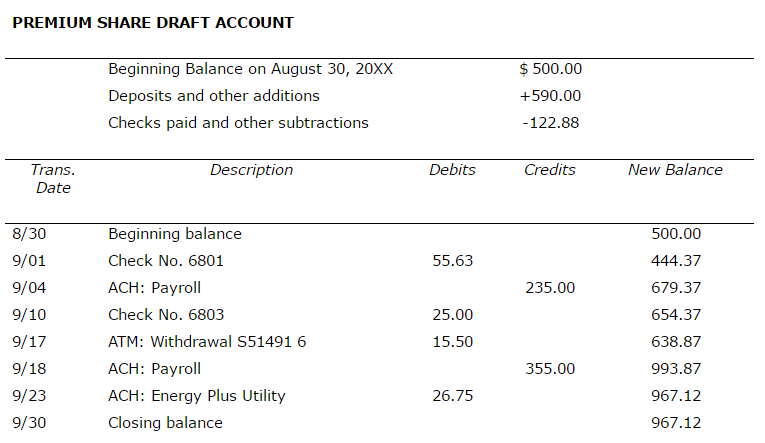 PREMIUM SHARE DRAFT ACCOUNT
Beginning Balance on August 30, 20XX $ 500.00
Deposits and other additions +590.00
Checks paid and other subtractions -122.88
Trans. Date Description Debits Credits New Balance
8/30 Beginning balance 500.00
9/01 Check No. 6801 55.63 444.37
9/04 ACH: Payroll 235.00 679.37
9/10 Check No. 6803 25.00 654.37
9/17 ATM: Withdrawal S51491 6 15.50 638.87
9/18 ACH: Payroll 355.00 993.87
9/23 ACH: Energy Plus Utility 26.75 967.12
9/30 Closing balance 967.12